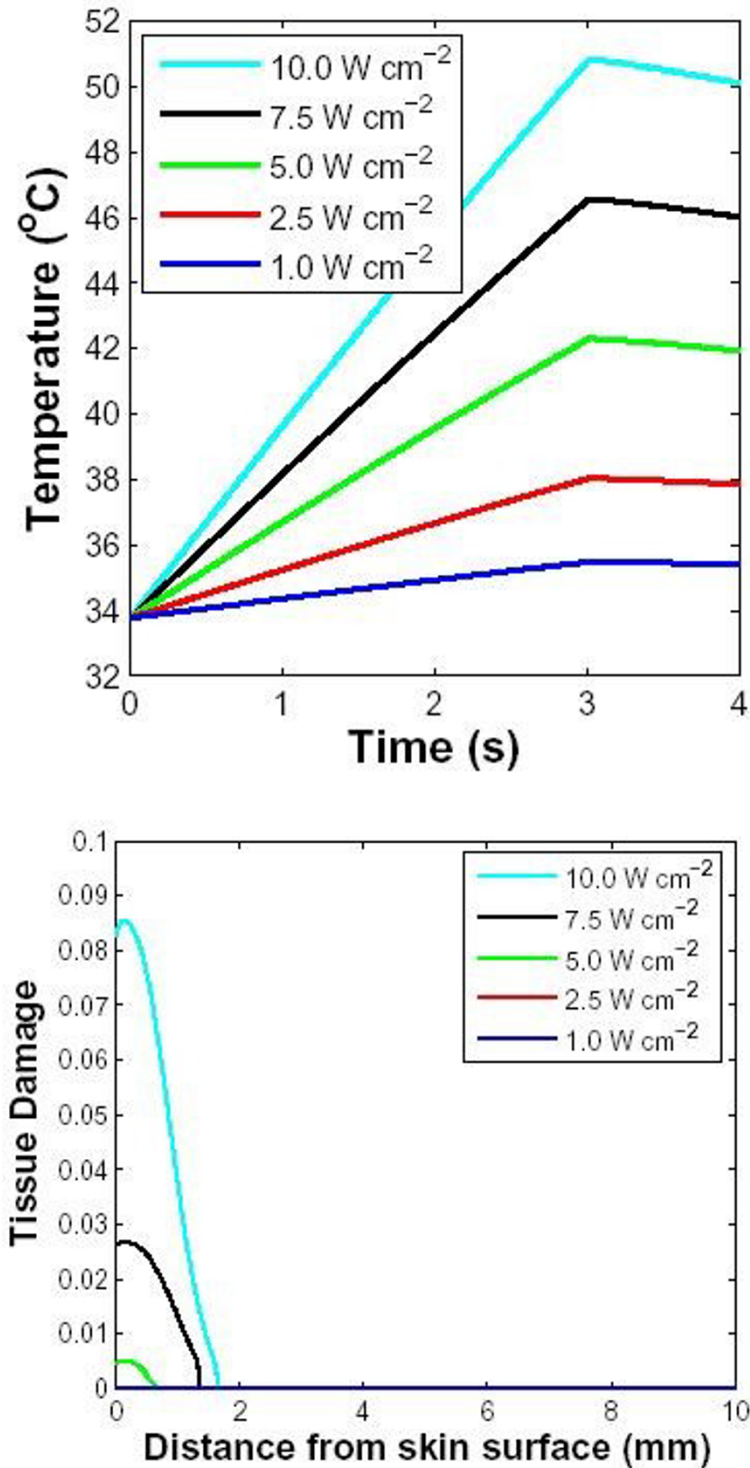 52
50
48
46
44
42
40
38
36
34
32
Temperature (°C)
10.0 W cm⁻²
7.5 W cm⁻²
5.0 W cm⁻²
2.5 W cm⁻²
1.0 W cm⁻²
0 1 2 3 4
Time (s)
0.1
0.09
0.08
0.07
0.06
0.05
0.04
0.03
0.02
0.01
0
Tissue Damage
10.0 W cm⁻²
7.5 W cm⁻²
5.0 W cm⁻²
2.5 W cm⁻²
1.0 W cm⁻²
0 2 4 6 8 10
Distance from skin surface (mm)